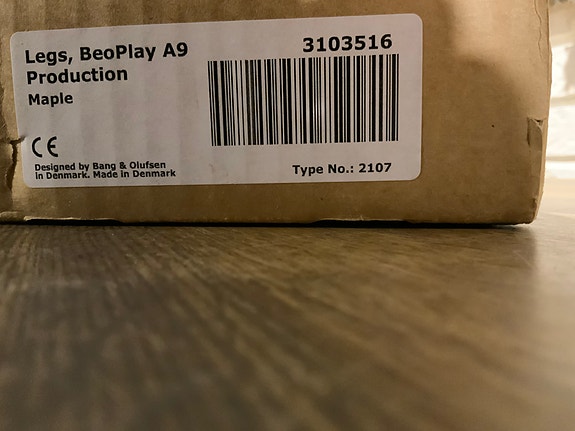 Legs, BeoPlay A9
Production
Maple
3103516
CE
Designed by Bang & Olufsen
in Denmark. Made in Denmark
Type No.: 2107